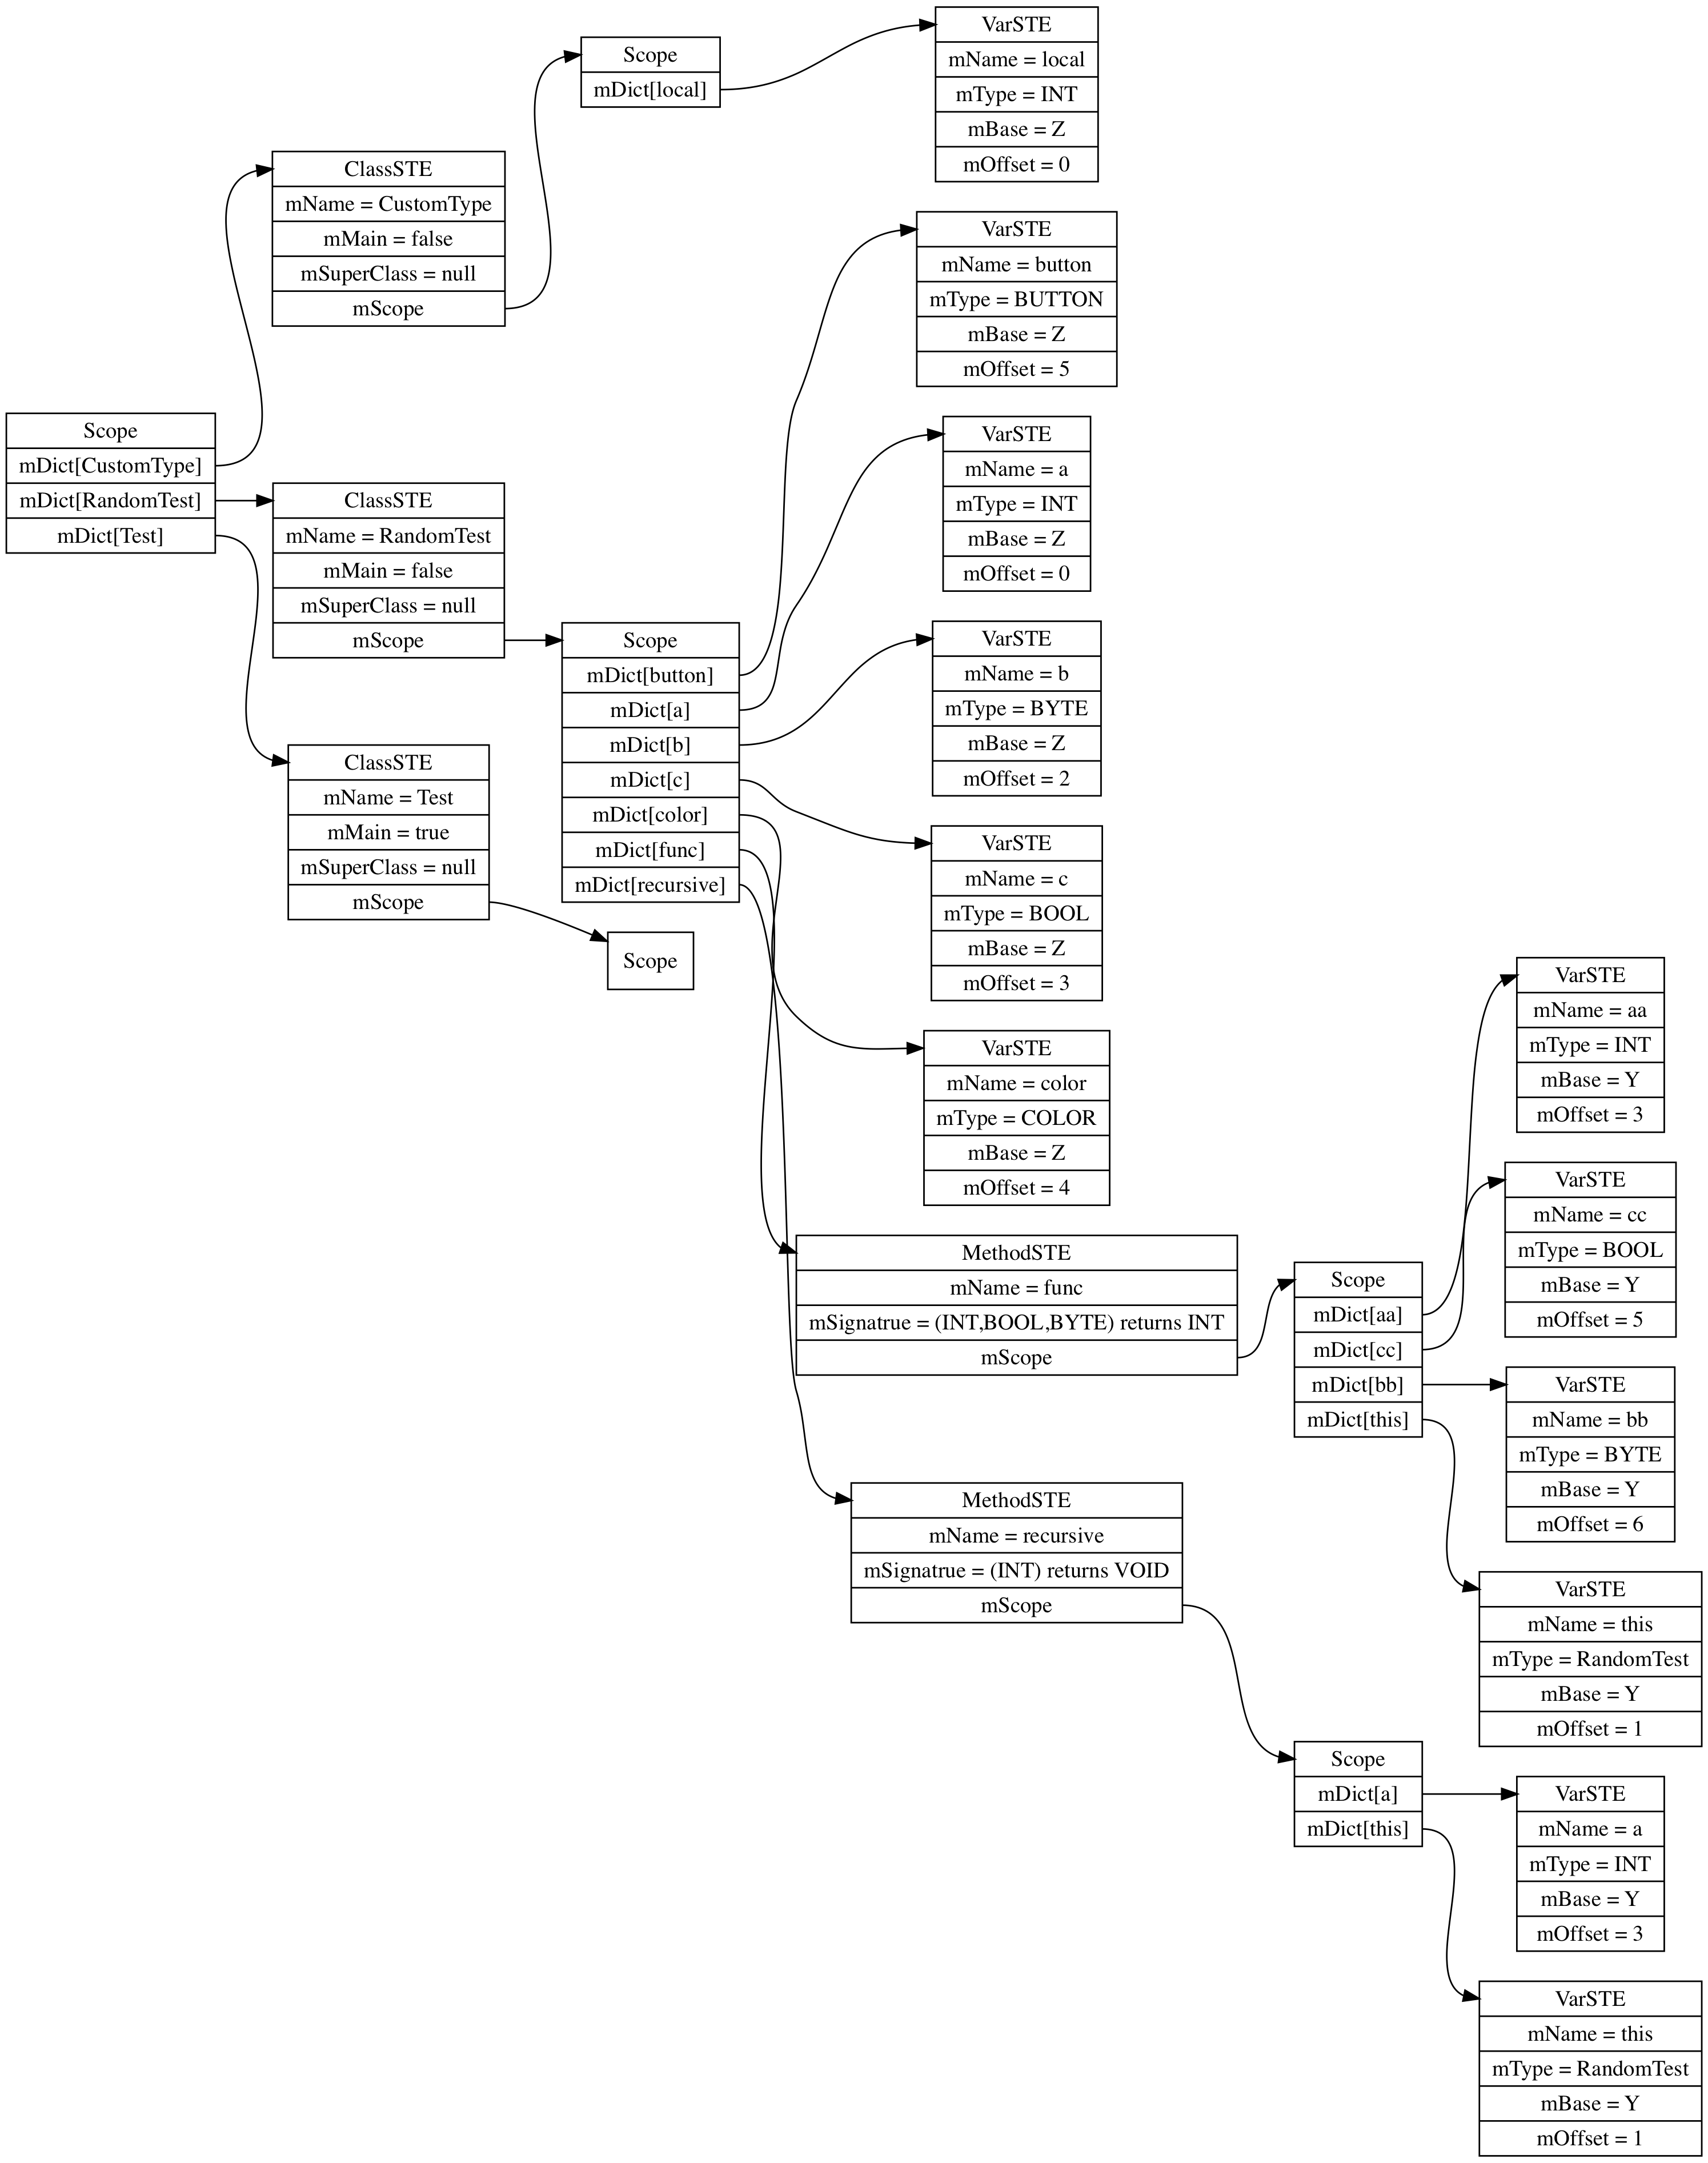 Scope
mDict[CustomType]
mDict[RandomTest]
mDict[Test]
ClassSTE
mName = CustomType
mMain = false
mSuperClass = null
mScope
Scope
mDict[local]
VarSTE
mName = local
mType = INT
mBase = Z
mOffset = 0
ClassSTE
mName = RandomTest
mMain = false
mSuperClass = null
mScope
Scope
mDict[button]
mDict[a]
mDict[b]
mDict[c]
mDict[color]
mDict[func]
mDict[recursive]
VarSTE
mName = button
mType = BUTTON
mBase = Z
mOffset = 5
VarSTE
mName = a
mType = INT
mBase = Z
mOffset = 0
VarSTE
mName = b
mType = BYTE
mBase = Z
mOffset = 2
VarSTE
mName = c
mType = BOOL
mBase = Z
mOffset = 3
VarSTE
mName = color
mType = COLOR
mBase = Z
mOffset = 4
MethodSTE
mName = func
mSignatrue = (INT,BOOL,BYTE) returns INT
mScope
Scope
mDict[aa]
mDict[cc]
mDict[bb]
mDict[this]
VarSTE
mName = aa
mType = INT
mBase = Y
mOffset = 3
VarSTE
mName = cc
mType = BOOL
mBase = Y
mOffset = 5
VarSTE
mName = bb
mType = BYTE
mBase = Y
mOffset = 6
VarSTE
mName = this
mType = RandomTest
mBase = Y
mOffset = 1
MethodSTE
mName = recursive
mSignatrue = (INT) returns VOID
mScope
Scope
mDict[a]
mDict[this]
VarSTE
mName = a
mType = INT
mBase = Y
mOffset = 3
VarSTE
mName = this
mType = RandomTest
mBase = Y
mOffset = 1
ClassSTE
mName = Test
mMain = true
mSuperClass = null
mScope
Scope